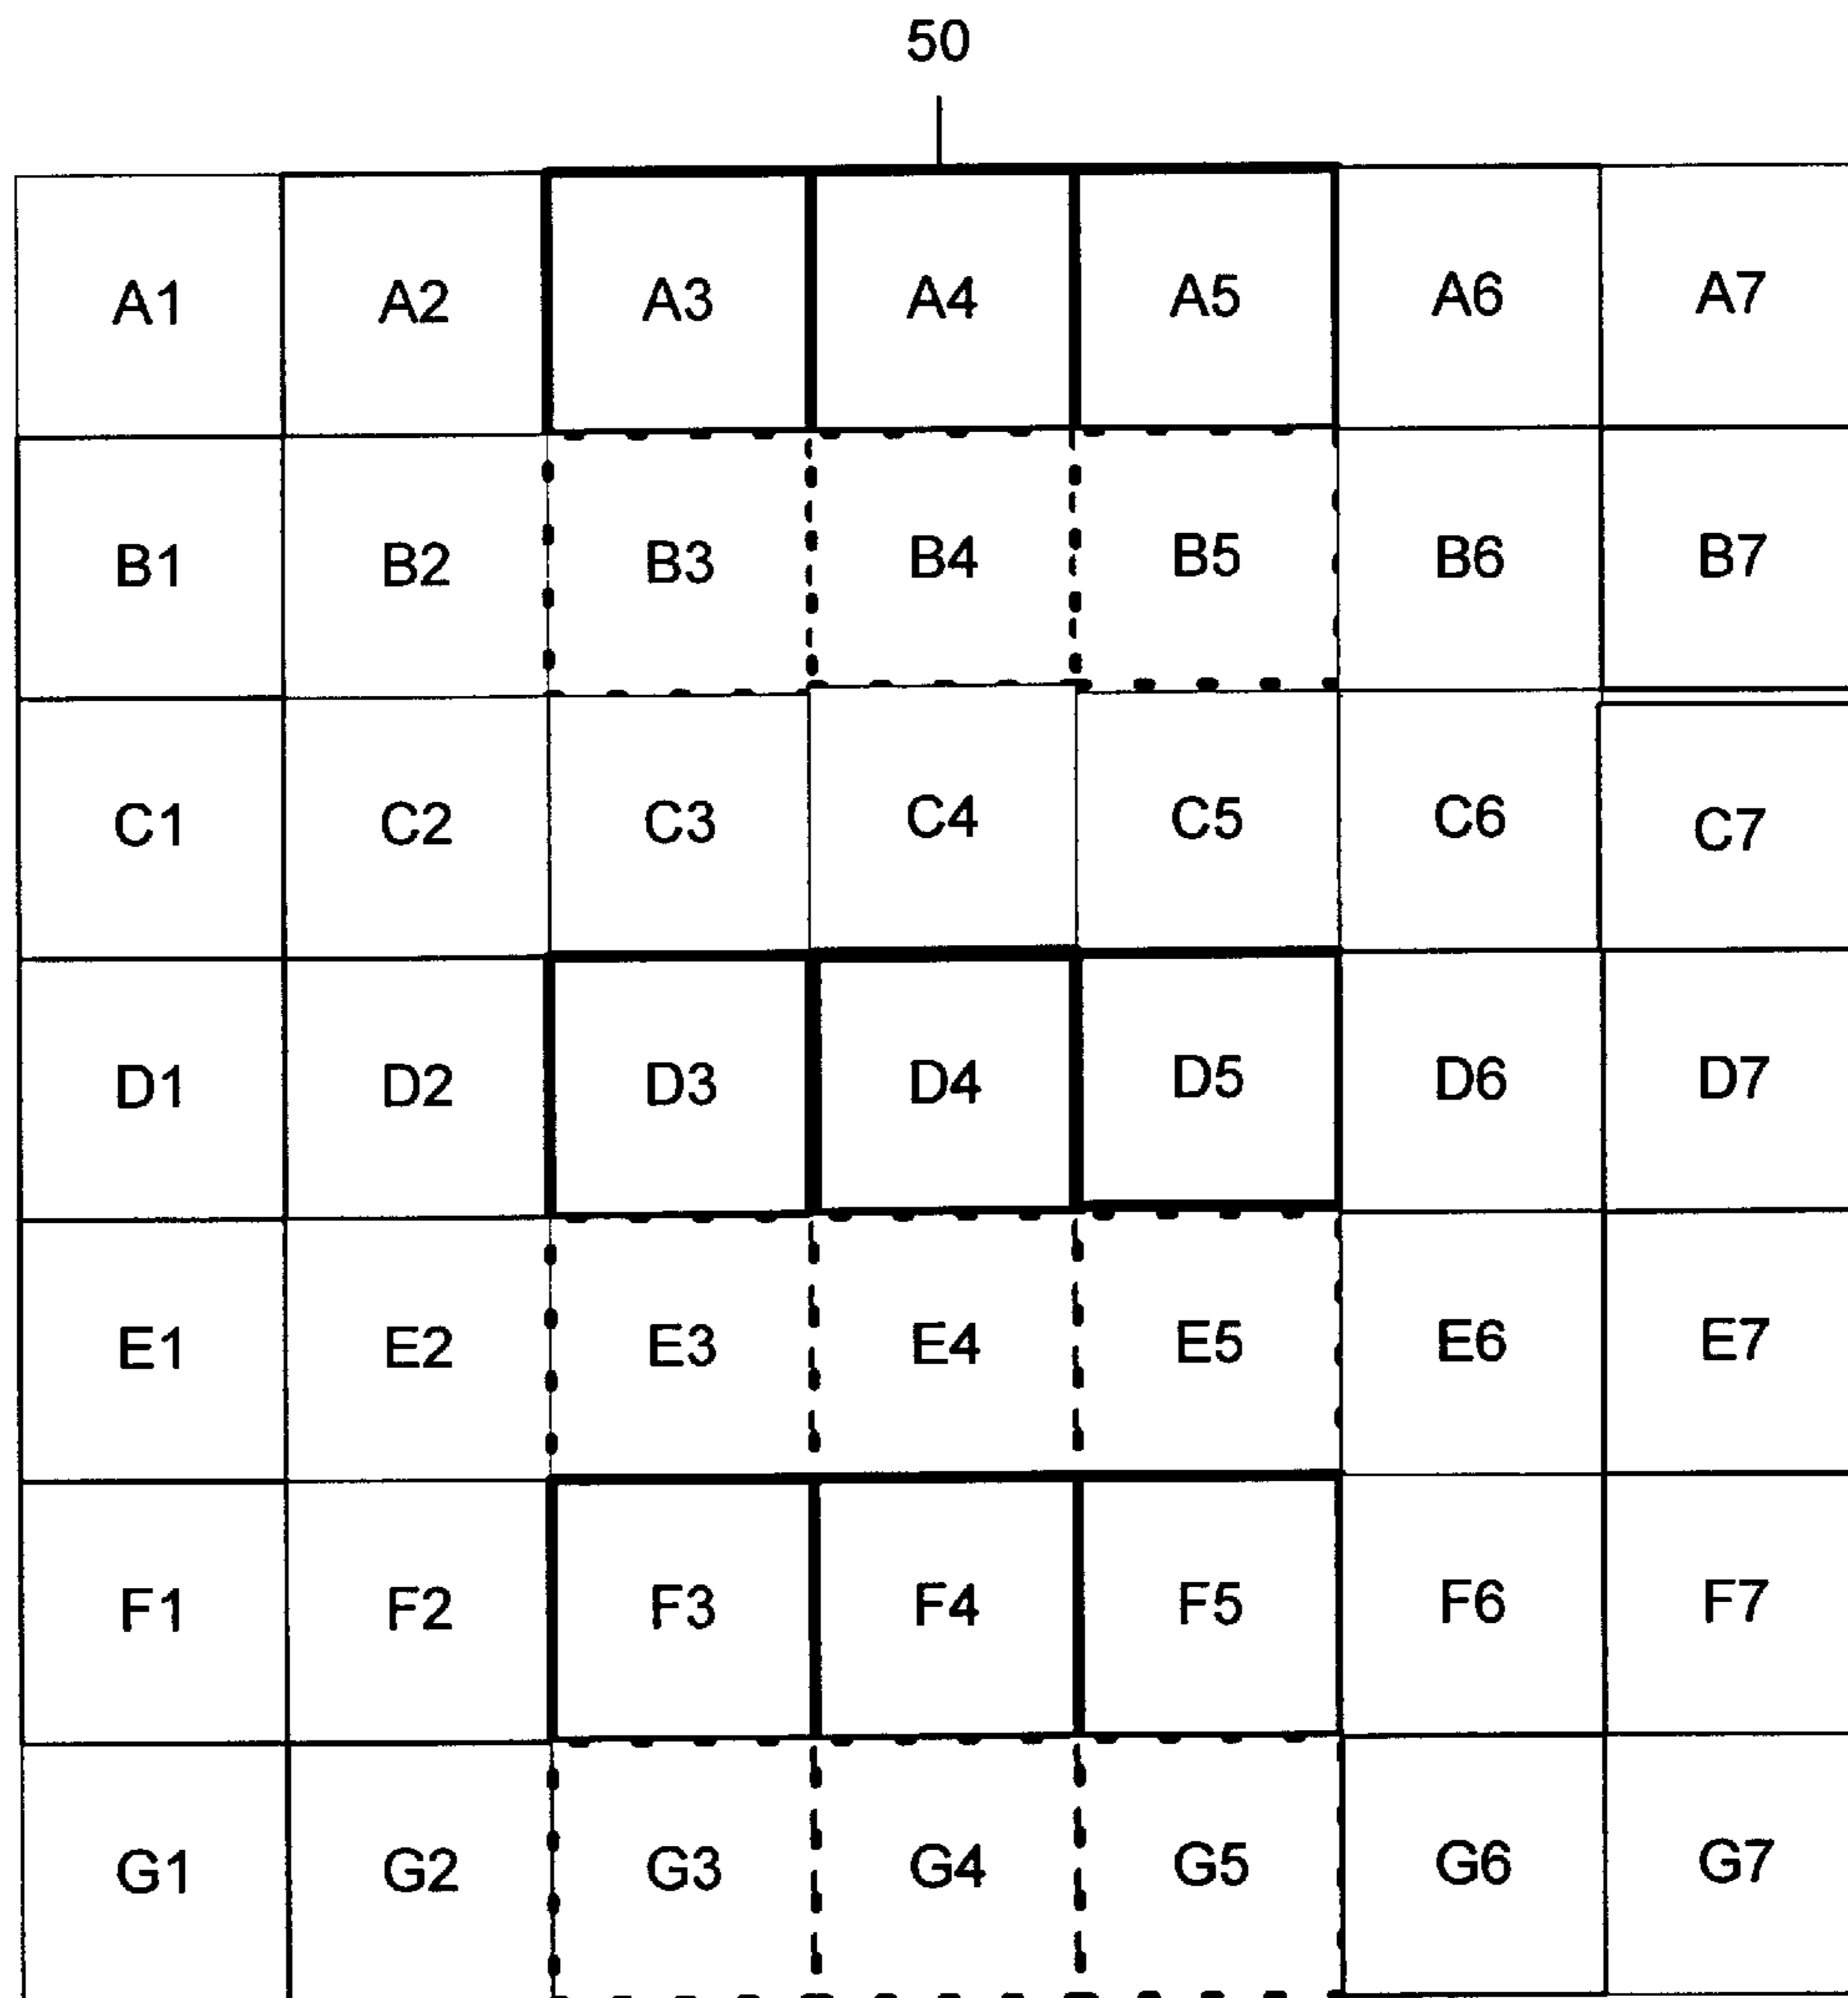 50
A1 A2 A3 A4 A5 A6 A7
B1 B2 B3 B4 B5 B6 B7
C1 C2 C3 C4 C5 C6 C7
D1 D2 D3 D4 D5 D6 D7
E1 E2 E3 E4 E5 E6 E7
F1 F2 F3 F4 F5 F6 F7
G1 G2 G3 G4 G5 G6 G7